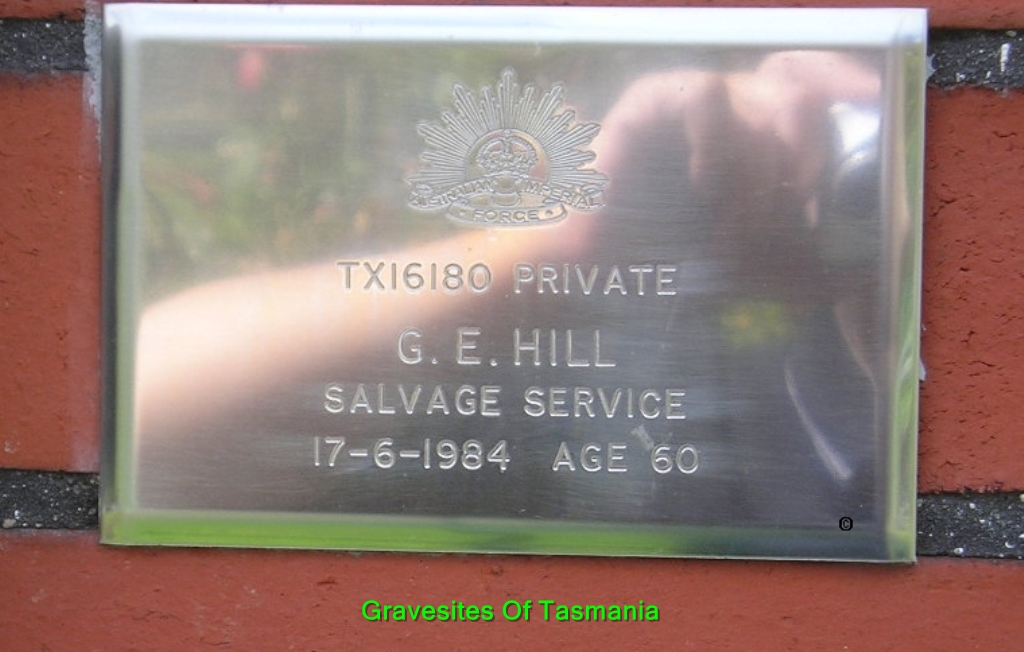 AUSTRALIAN IMPERIAL
FORCE
TX16180 PRIVATE
G. E. HILL
SALVAGE SERVICE
17-6-1984 AGE 60
©
Gravesites Of Tasmania